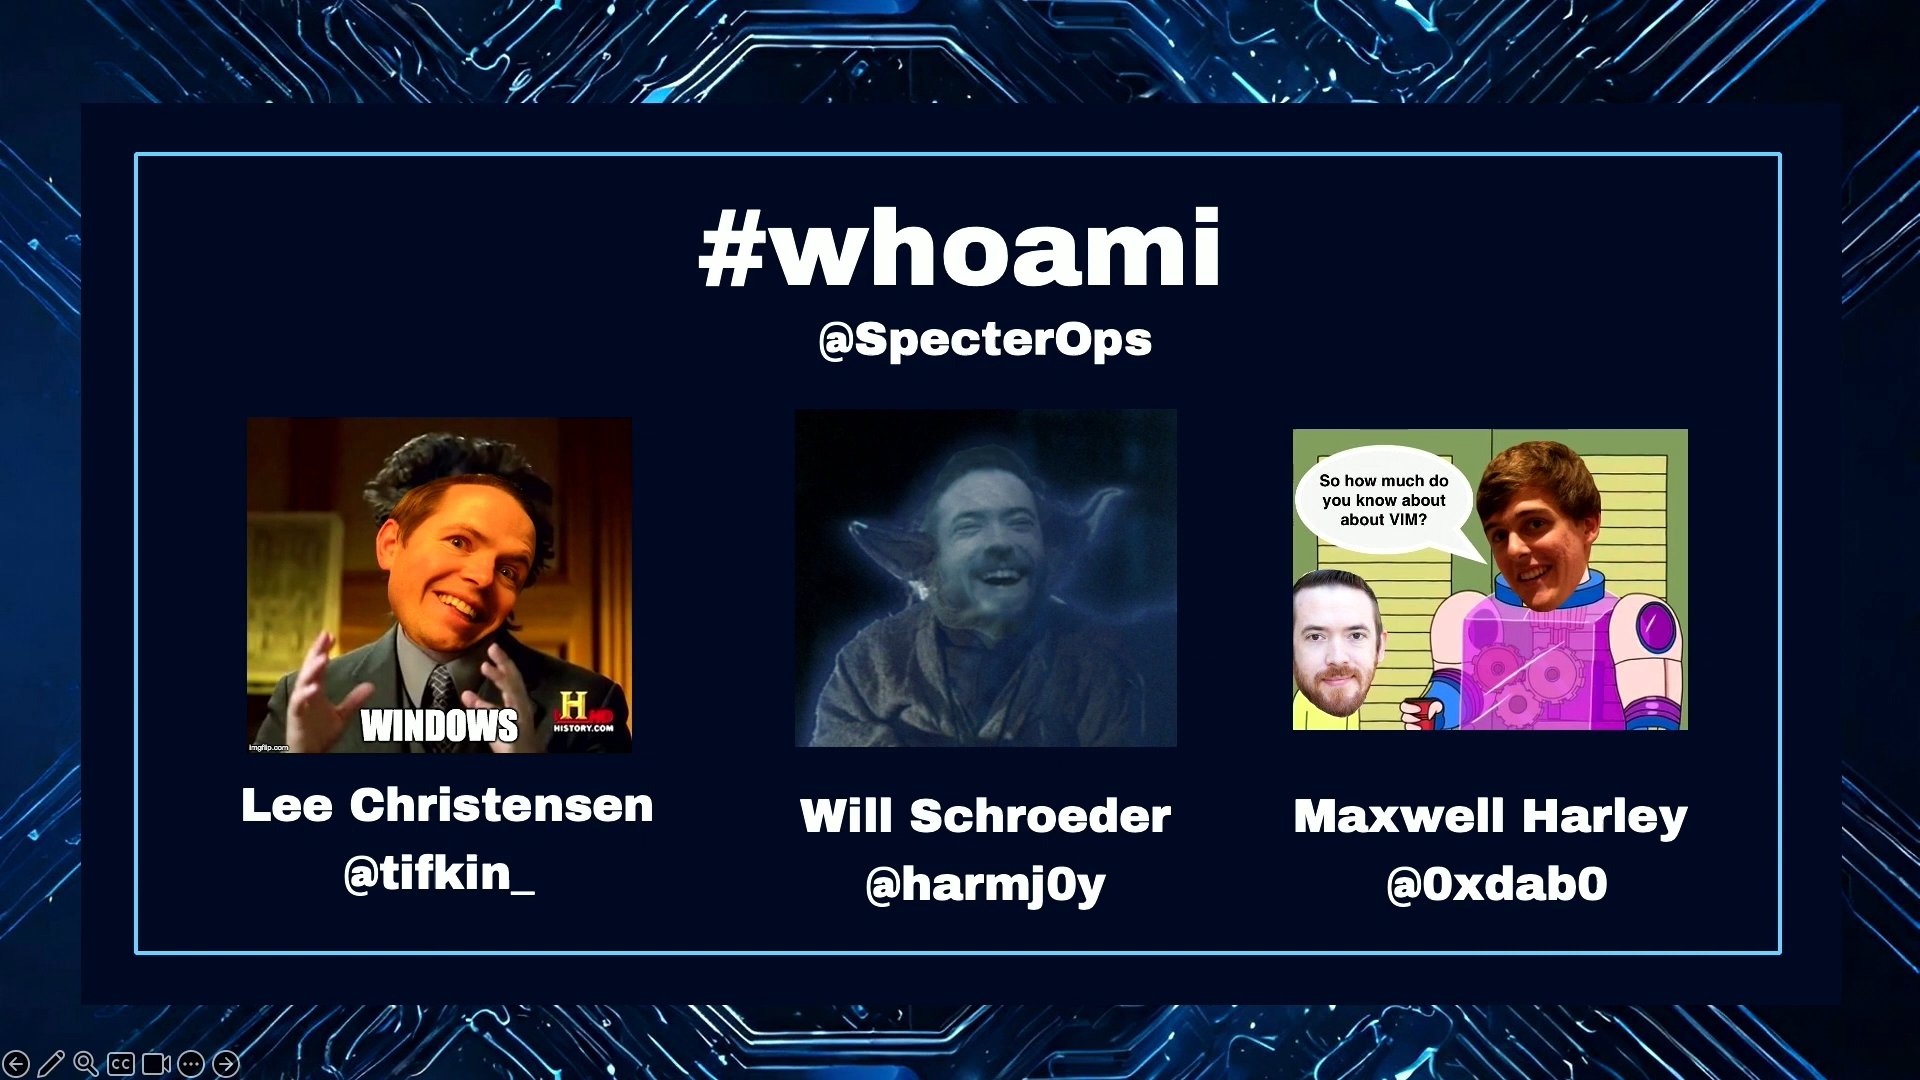 #whoami
@SpecterOps
WINDOWS
H
HISTORY.COM
imgflip.com
So how much do
you know about
about VIM?
Lee Christensen
@tifkin_
Will Schroeder
@harmj0y
Maxwell Harley
@0xdab0
CC